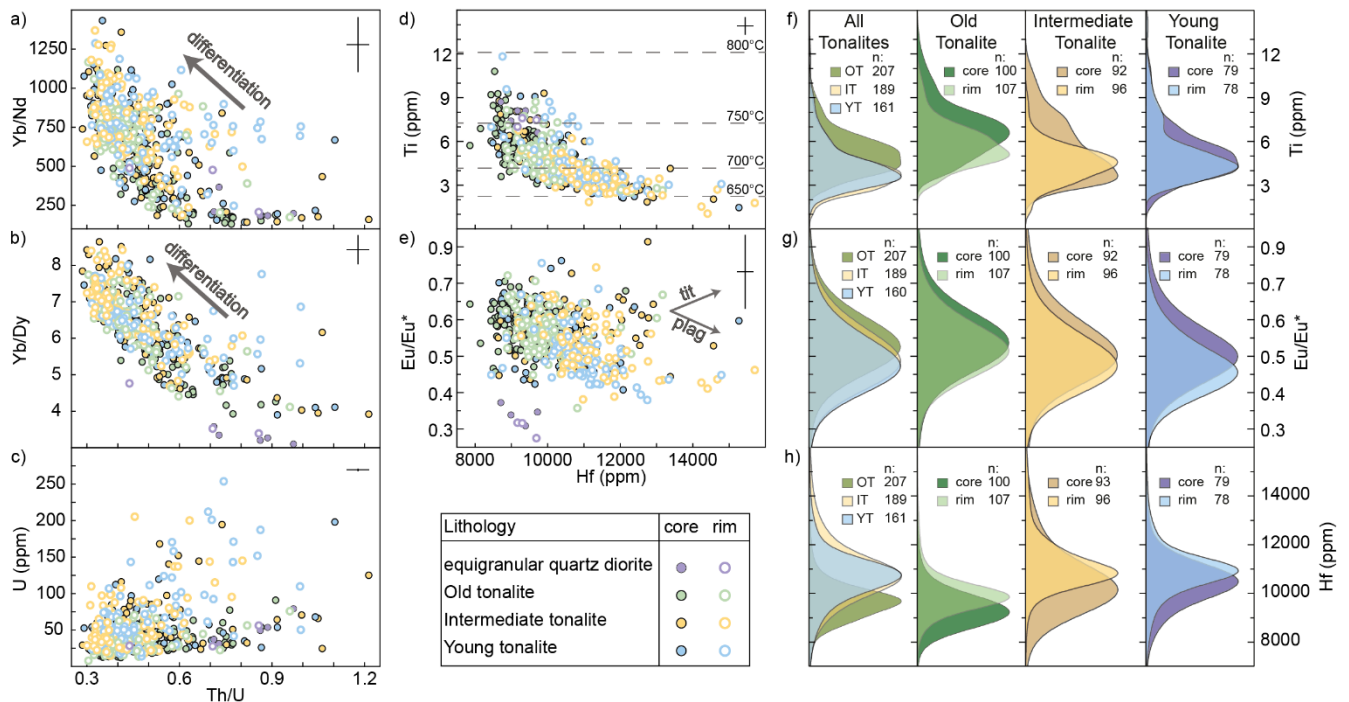 a)
Yb/Nd
1250
1000
750
500
250
differentiation
b)
Yb/Dy
8
7
6
5
4
differentiation
c)
U (ppm)
250
200
150
100
50
0.3
0.6
0.9
1.2
Th/U
d)
Ti (ppm)
12
9
6
3
800°C
750°C
700°C
650°C
e)
Eu/Eu*
0.9
0.8
0.6
0.5
0.4
0.3
tit
plag
8000
10000
12000
14000
Hf (ppm)
Lithology
core
rim
equigranular quartz diorite
Old tonalite
Intermediate tonalite
Young tonalite
f)
All
Tonalites
n:
OT 207
IT 189
YT 161
Old
Tonalite
n:
core 100
rim 107
Intermediate
Tonalite
n:
core 92
rim 96
Young
Tonalite
n:
core 79
rim 78
12
9
6
3
Ti (ppm)
g)
n:
OT 207
IT 189
YT 160
n:
core 100
rim 107
n:
core 92
rim 96
n:
core 79
rim 78
0.9
0.8
0.6
0.5
0.4
0.3
Eu/Eu*
h)
n:
OT 207
IT 189
YT 161
n:
core 100
rim 107
n:
core 93
rim 96
n:
core 79
rim 78
14000
12000
10000
8000
Hf (ppm)